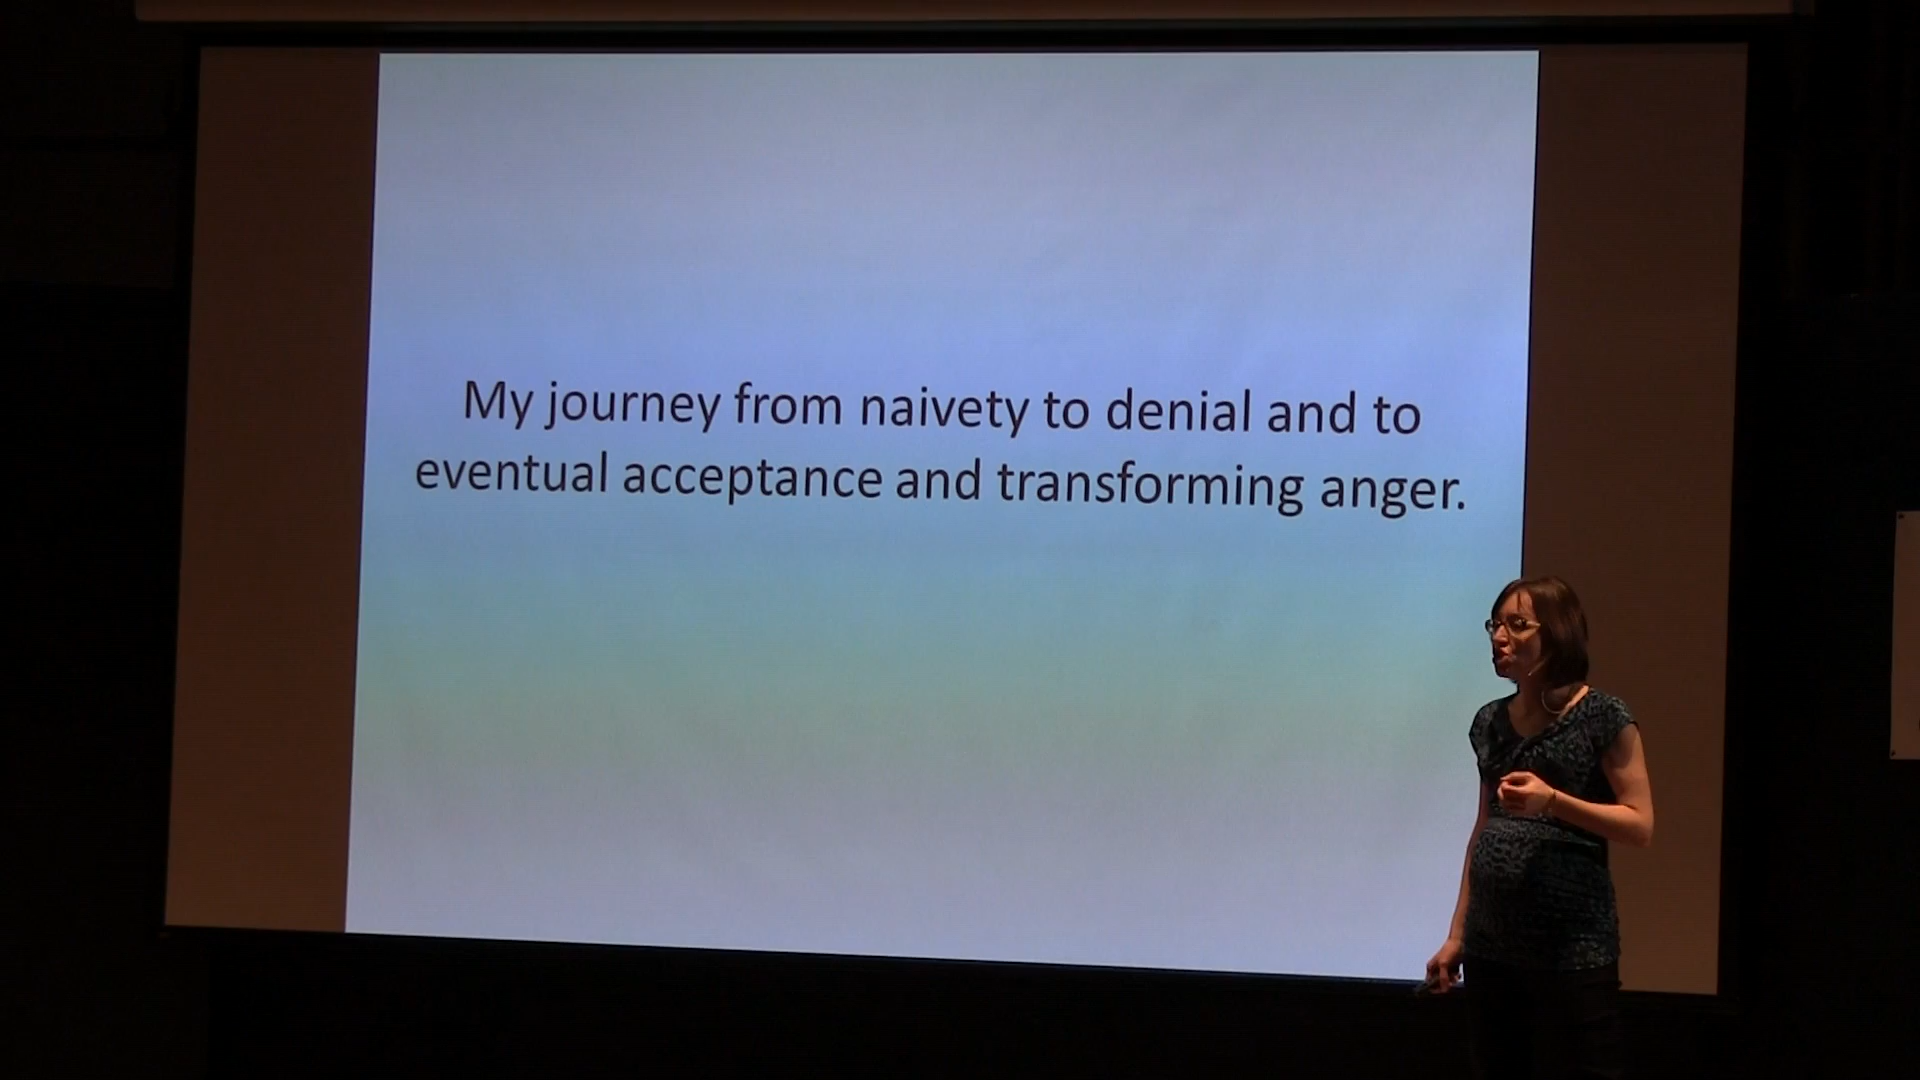 My journey from naivety to denial and to
eventual acceptance and transforming anger.